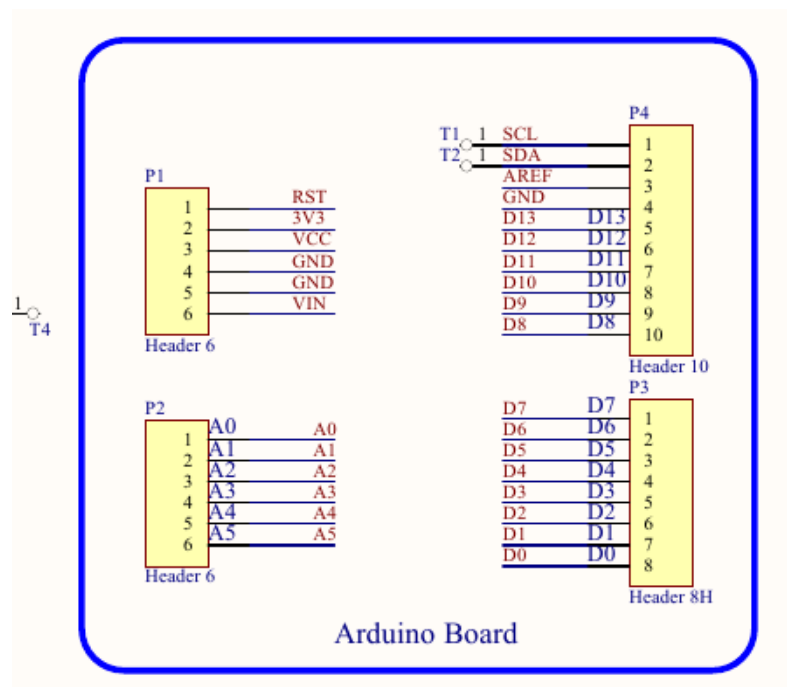 P4
T1 1 SCL 1
T2 1 SDA 2
AREF 3
GND 4
D13 D13 5
D12 D12 6
D11 D11 7
D10 D10 8
D9 D9 9
D8 D8 10
Header 10
P1
1 RST
2 3V3
3 VCC
4 GND
5 GND
6 VIN
Header 6
1
T4
P3
D7 D7 1
D6 D6 2
D5 D5 3
D4 D4 4
D3 D3 5
D2 D2 6
D1 D1 7
D0 D0 8
Header 8H
P2
1 A0 A0
2 A1 A1
3 A2 A2
4 A3 A3
5 A4 A4
6 A5 A5
Header 6
Arduino Board